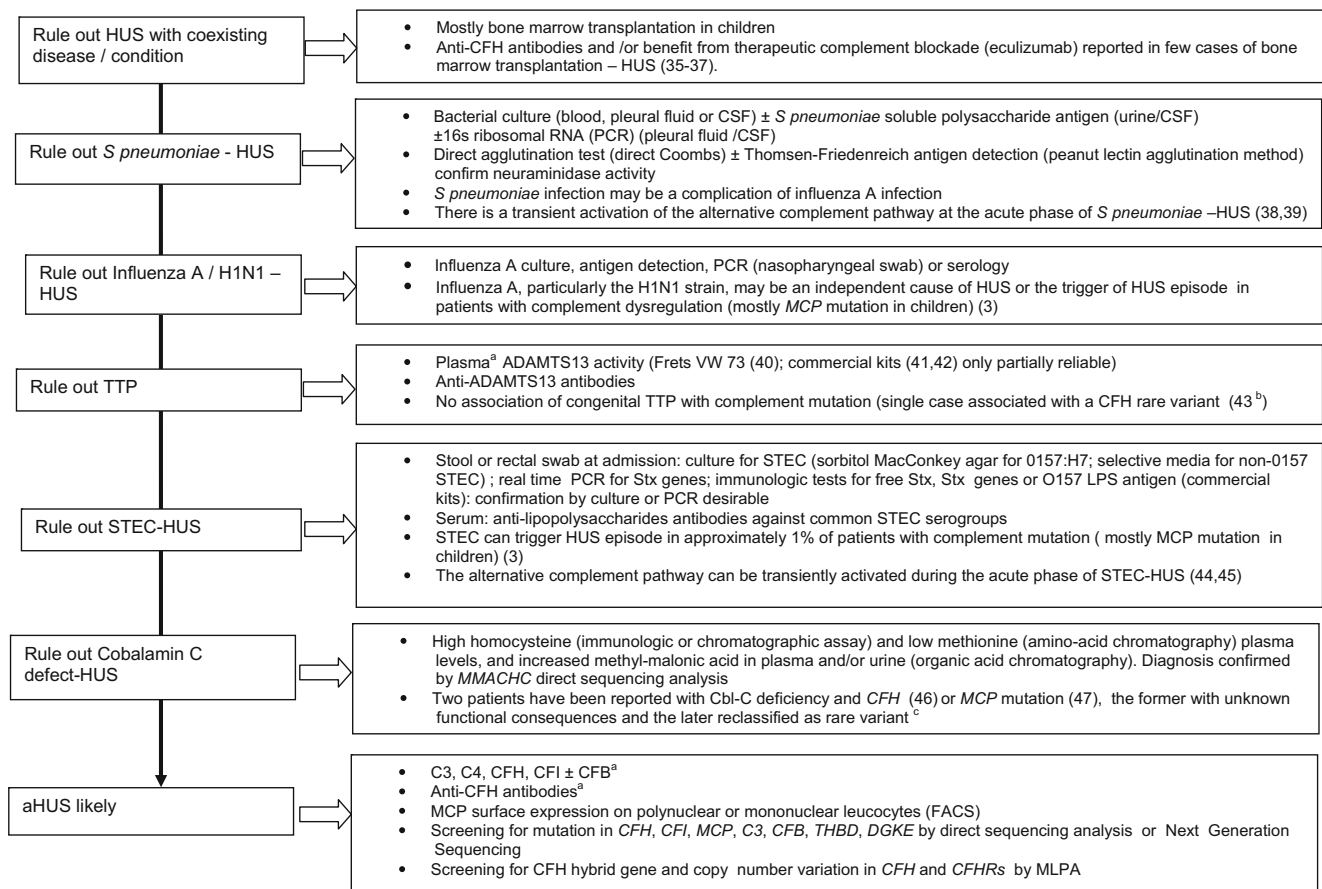 Rule out HUS with coexisting
disease / condition
• Mostly bone marrow transplantation in children
• Anti-CFH antibodies and /or benefit from therapeutic complement blockade (eculizumab) reported in few cases of bone
marrow transplantation – HUS (35-37).
Rule out S pneumoniae - HUS
• Bacterial culture (blood, pleural fluid or CSF) ± S pneumoniae soluble polysaccharide antigen (urine/CSF)
±16s ribosomal RNA (PCR) (pleural fluid /CSF)
• Direct agglutination test (direct Coombs) ± Thomsen-Friedenreich antigen detection (peanut lectin agglutination method)
confirm neuraminidase activity
• S pneumoniae infection may be a complication of influenza A infection
• There is a transient activation of the alternative complement pathway at the acute phase of S pneumoniae –HUS (38,39)
Rule out Influenza A / H1N1 –
HUS
• Influenza A culture, antigen detection, PCR (nasopharyngeal swab) or serology
• Influenza A, particularly the H1N1 strain, may be an independent cause of HUS or the trigger of HUS episode in
patients with complement dysregulation (mostly MCP mutation in children) (3)
Rule out TTP
• Plasmaᵃ ADAMTS13 activity (Frets VW 73 (40); commercial kits (41,42) only partially reliable)
• Anti-ADAMTS13 antibodies
• No association of congenital TTP with complement mutation (single case associated with a CFH rare variant (43 ᵇ)
Rule out STEC-HUS
• Stool or rectal swab at admission: culture for STEC (sorbitol MacConkey agar for 0157:H7; selective media for non-0157
STEC) ; real time PCR for Stx genes; immunologic tests for free Stx, Stx genes or O157 LPS antigen (commercial
kits): confirmation by culture or PCR desirable
• Serum: anti-lipopolysaccharides antibodies against common STEC serogroups
• STEC can trigger HUS episode in approximately 1% of patients with complement mutation ( mostly MCP mutation in
children) (3)
• The alternative complement pathway can be transiently activated during the acute phase of STEC-HUS (44,45)
Rule out Cobalamin C
defect-HUS
• High homocysteine (immunologic or chromatographic assay) and low methionine (amino-acid chromatography) plasma
levels, and increased methyl-malonic acid in plasma and/or urine (organic acid chromatography). Diagnosis confirmed
by MMACHC direct sequencing analysis
• Two patients have been reported with Cbl-C deficiency and CFH (46) or MCP mutation (47), the former with unknown
functional consequences and the later reclassified as rare variant ᶜ
aHUS likely
• C3, C4, CFH, CFI ± CFBᵃ
• Anti-CFH antibodiesᵃ
• MCP surface expression on polynuclear or mononuclear leucocytes (FACS)
• Screening for mutation in CFH, CFI, MCP, C3, CFB, THBD, DGKE by direct sequencing analysis or Next Generation
Sequencing
• Screening for CFH hybrid gene and copy number variation in CFH and CFHRs by MLPA